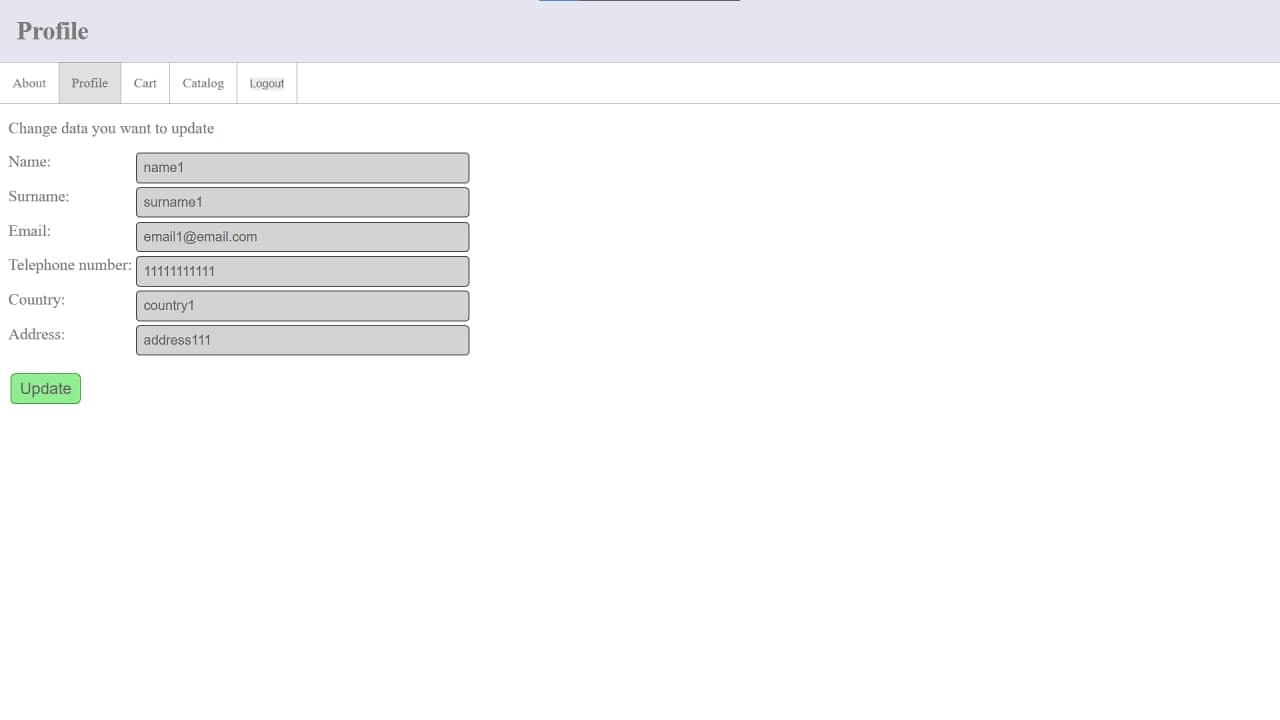 Profile
About Profile Cart Catalog Logout
Change data you want to update
Name: name1
Surname: surname1
Email: email1@email.com
Telephone number: 11111111111
Country: country1
Address: address111
Update